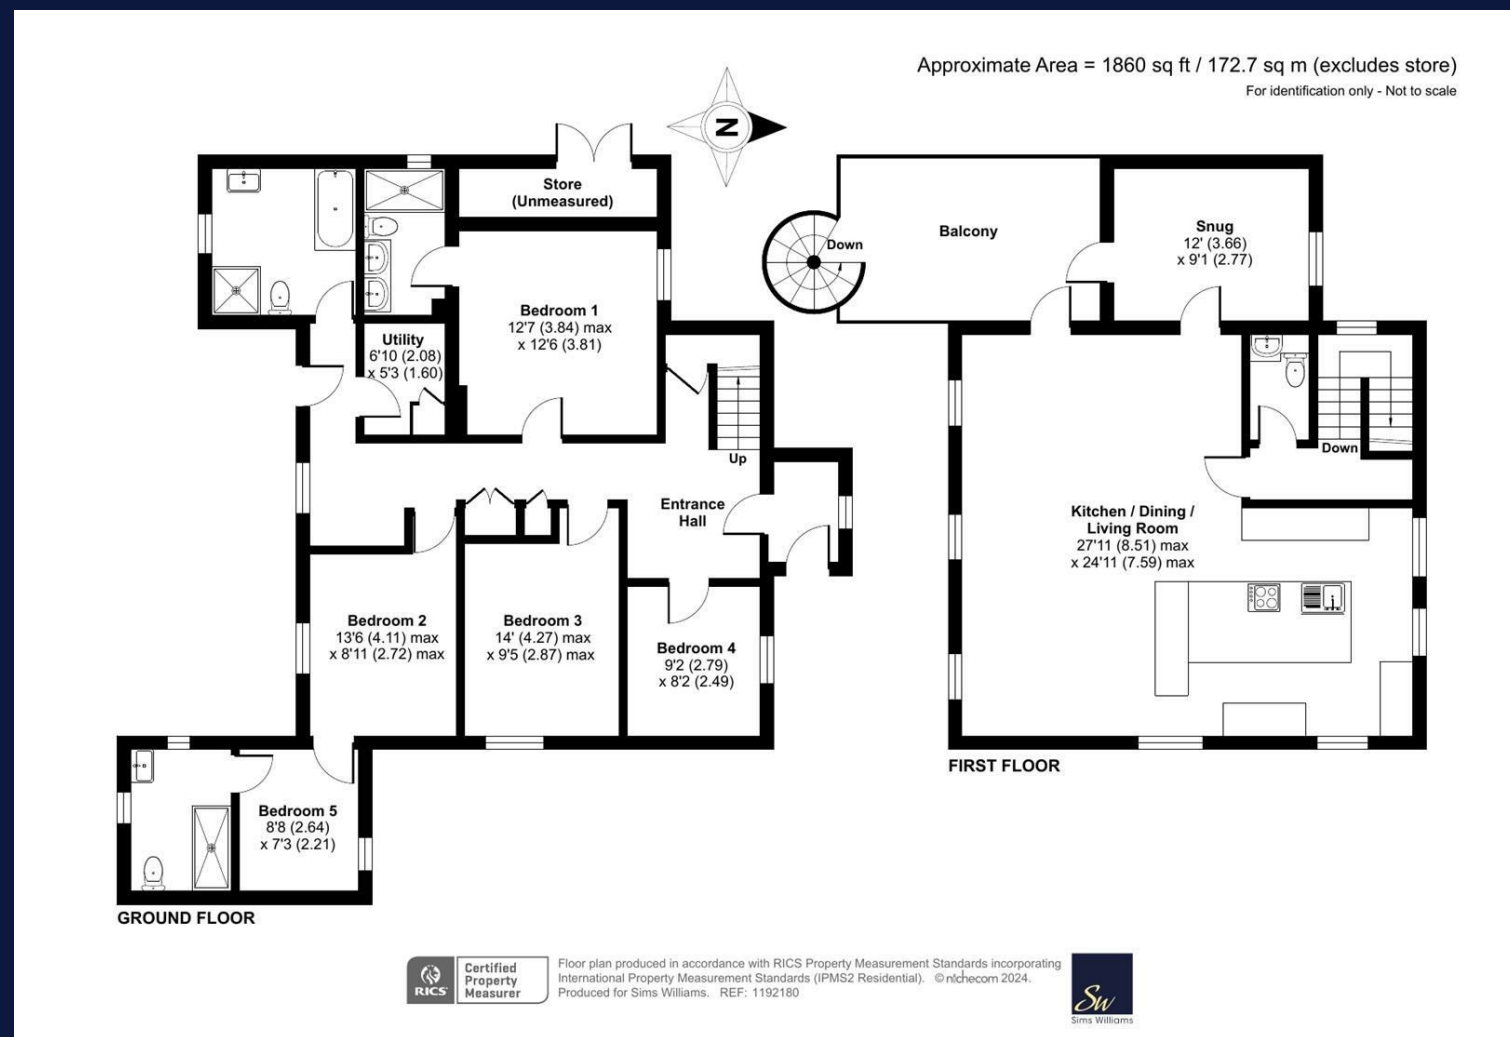 Approximate Area = 1860 sq ft / 172.7 sq m (excludes store)
For identification only - Not to scale
N
Store
(Unmeasured)
Bedroom 1
12'7 (3.84) max
x 12'6 (3.81)
Utility
6'10 (2.08)
x 5'3 (1.60)
Up
Entrance
Hall
Bedroom 2
13'6 (4.11) max
x 8'11 (2.72) max
Bedroom 3
14' (4.27) max
x 9'5 (2.87) max
Bedroom 4
9'2 (2.79)
x 8'2 (2.49)
Bedroom 5
8'8 (2.64)
x 7'3 (2.21)
GROUND FLOOR
Down
Balcony
Snug
12' (3.66)
x 9'1 (2.77)
Down
Kitchen / Dining /
Living Room
27'11 (8.51) max
x 24'11 (7.59) max
FIRST FLOOR
RICS
Certified
Property
Measurer
Floor plan produced in accordance with RICS Property Measurement Standards incorporating
International Property Measurement Standards (IPMS2 Residential). © nichecom 2024.
Produced for Sims Williams. REF: 1192180
Sw
Sims Williams